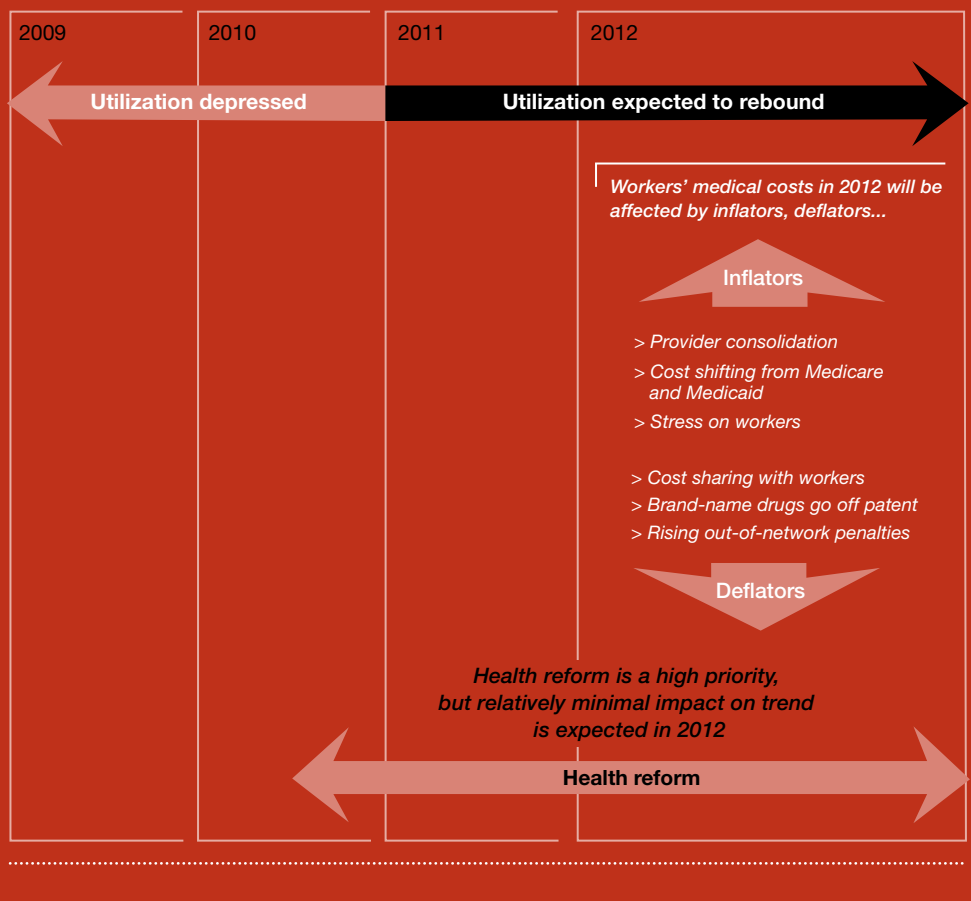 2009
2010
2011
2012
Utilization depressed
Utilization expected to rebound
Workers’ medical costs in 2012 will be
affected by inflators, deflators...
Inflators
> Provider consolidation
> Cost shifting from Medicare
and Medicaid
> Stress on workers
> Cost sharing with workers
> Brand-name drugs go off patent
> Rising out-of-network penalties
Deflators
Health reform is a high priority,
but relatively minimal impact on trend
is expected in 2012
Health reform